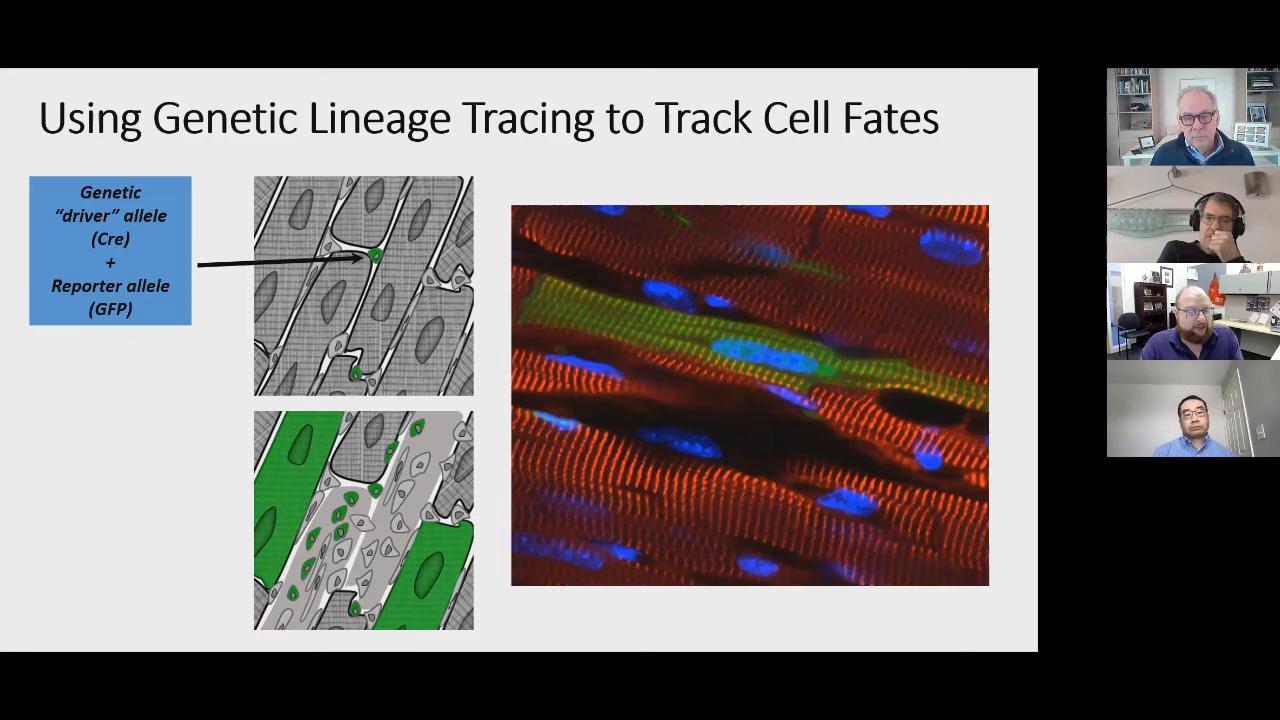 Using Genetic Lineage Tracing to Track Cell Fates
Genetic
“driver” allele
(Cre)
+
Reporter allele
(GFP)